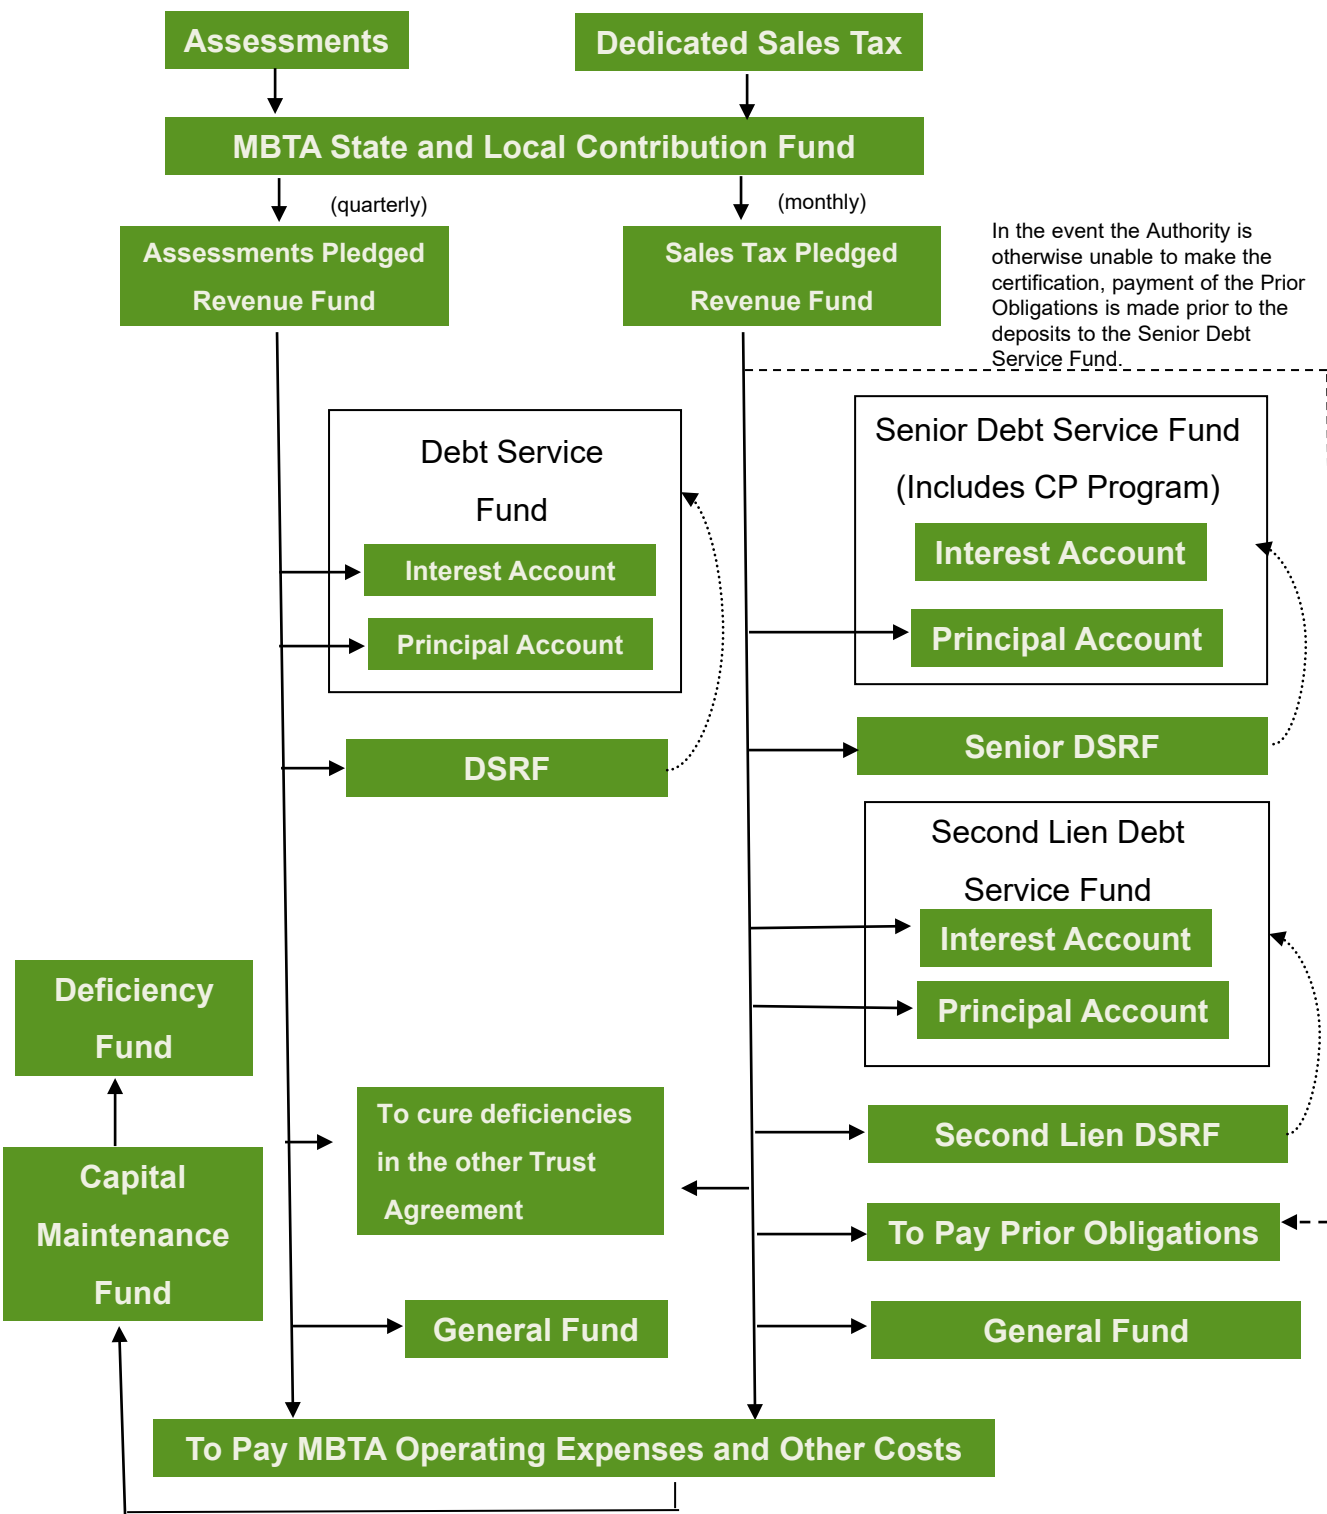 Assessments
Dedicated Sales Tax
MBTA State and Local Contribution Fund
(quarterly)
(monthly)
Assessments Pledged
Revenue Fund
Sales Tax Pledged
Revenue Fund
In the event the Authority is
otherwise unable to make the
certification, payment of the Prior
Obligations is made prior to the
deposits to the Senior Debt
Service Fund.
Debt Service
Fund
Interest Account
Principal Account
DSRF
Senior Debt Service Fund
(Includes CP Program)
Interest Account
Principal Account
Senior DSRF
Second Lien Debt
Service Fund
Interest Account
Principal Account
Deficiency
Fund
Capital
Maintenance
Fund
To cure deficiencies
in the other Trust
Agreement
Second Lien DSRF
To Pay Prior Obligations
General Fund
General Fund
To Pay MBTA Operating Expenses and Other Costs